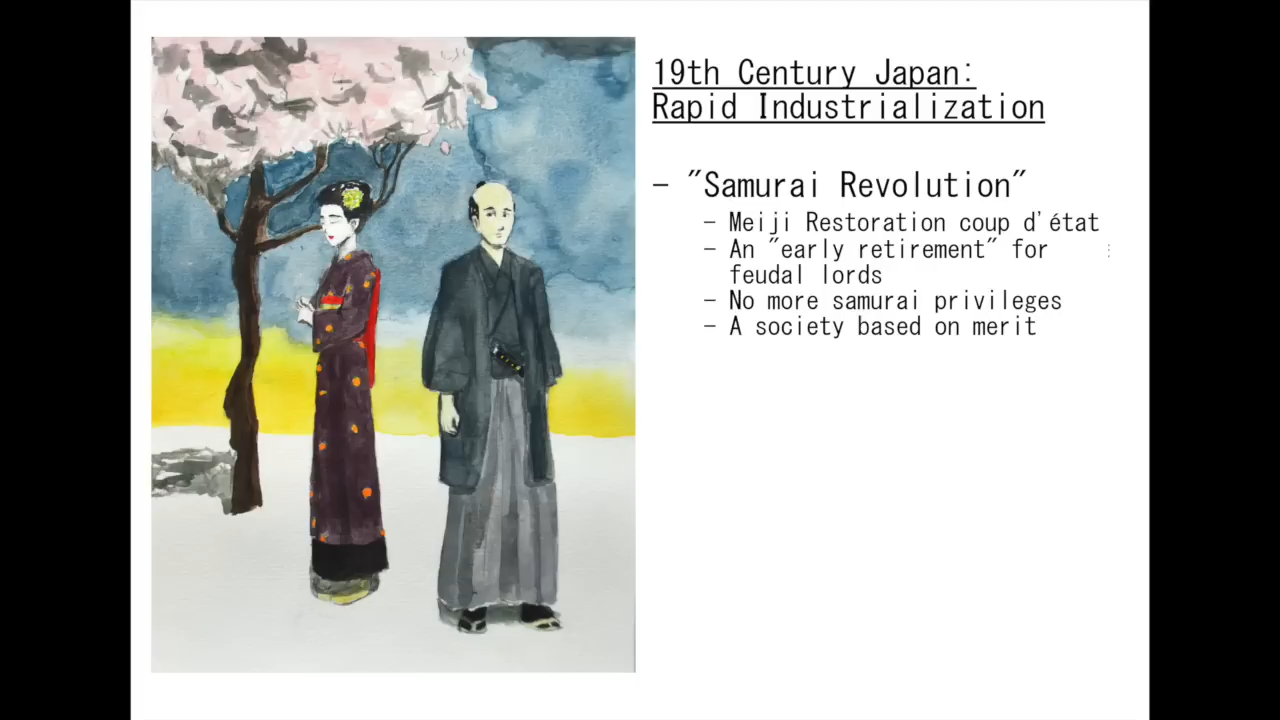 19th Century Japan:
Rapid Industrialization
- "Samurai Revolution"
- Meiji Restoration coup d'état
- An "early retirement" for
feudal lords
- No more samurai privileges
- A society based on merit